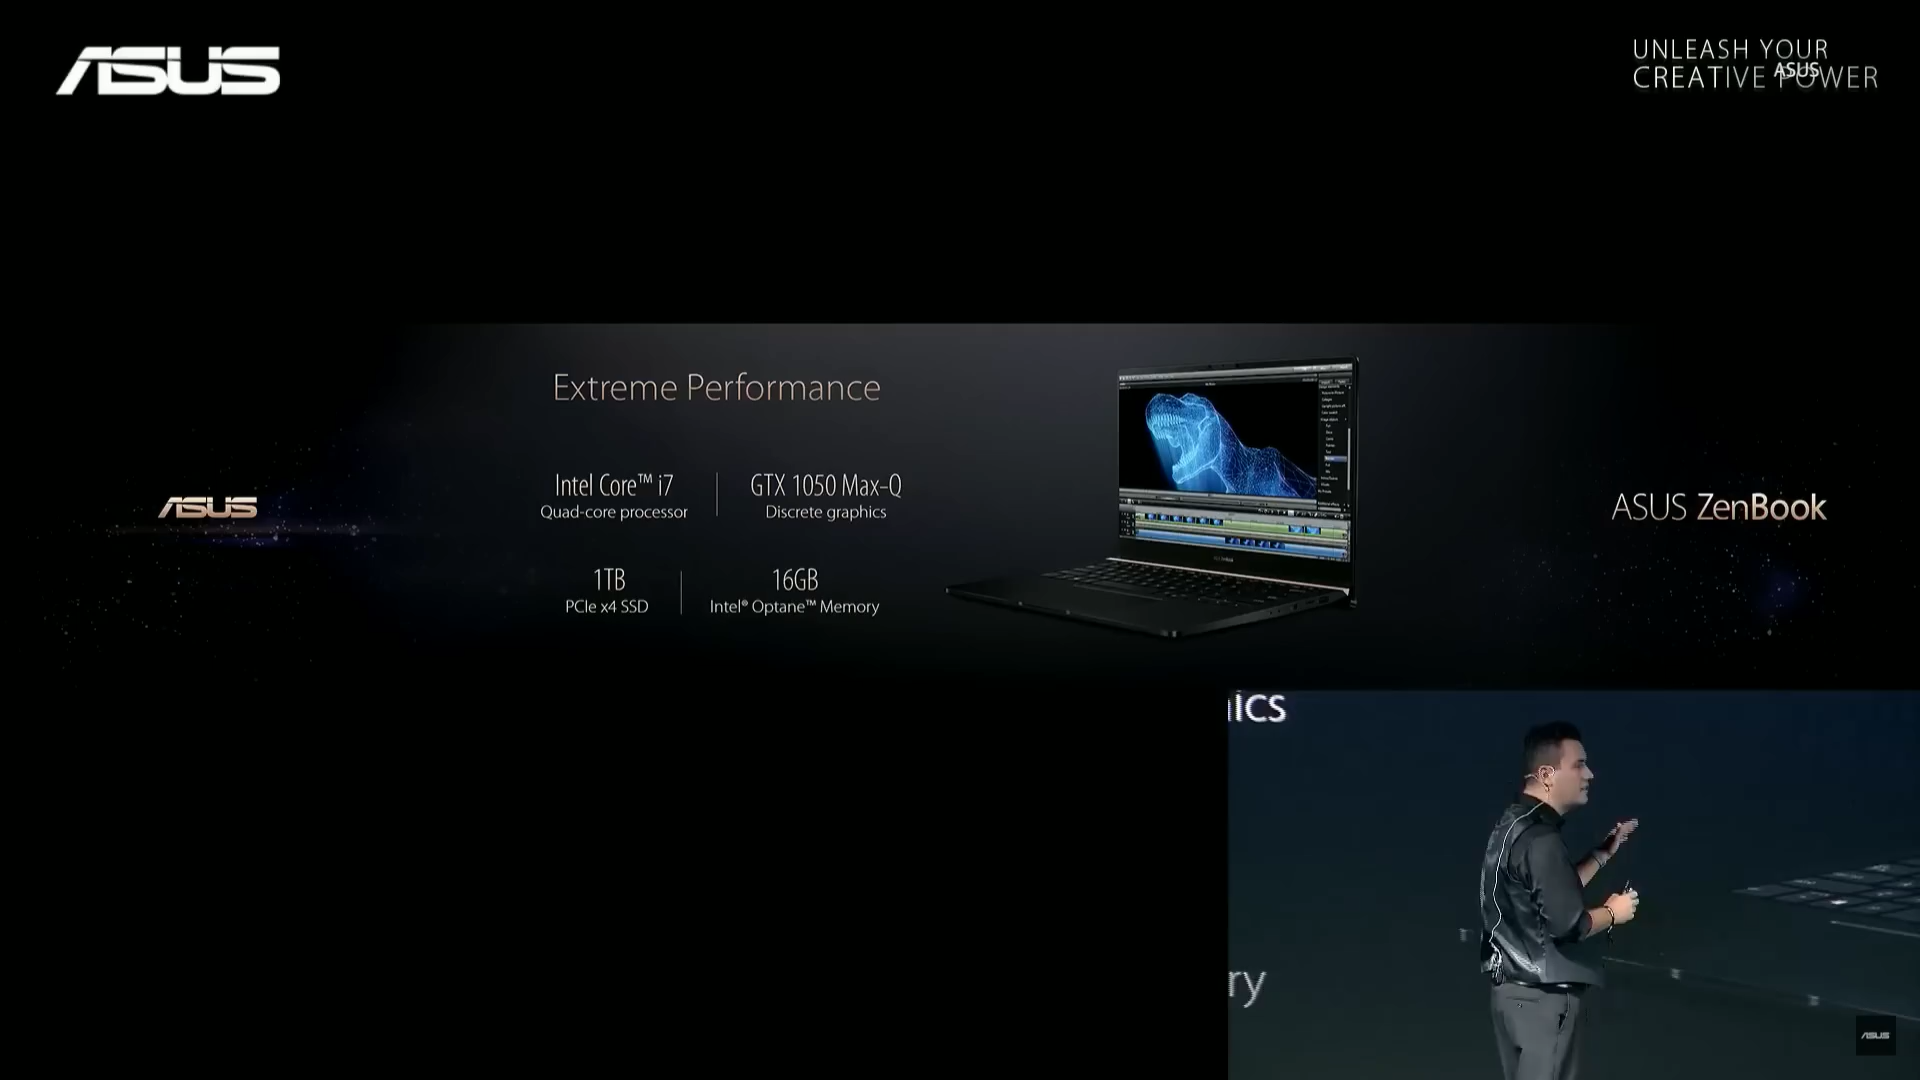 ASUS
UNLEASH YOUR
CREATIVE POWER
ASUS
Extreme Performance
Intel Core™ i7
Quad-core processor
GTX 1050 Max-Q
Discrete graphics
1TB
PCIe x4 SSD
16GB
Intel® Optane™ Memory
ASUS
ASUS ZenBook
ics
ry
ASUS